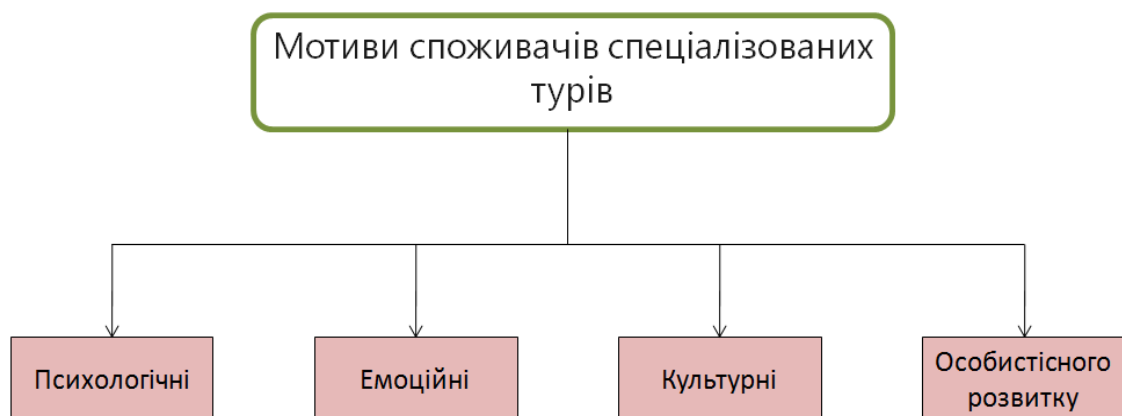 Мотиви споживачів спеціалізованих
турів
Психологічні
Емоційні
Культурні
Особистісного
розвитку